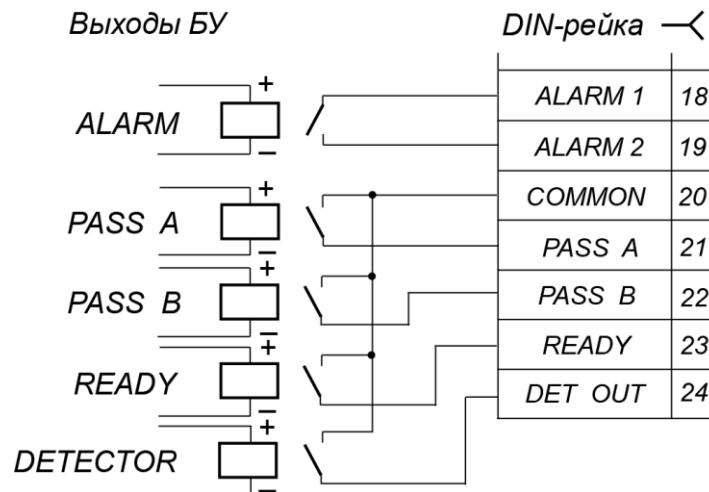 Выходы БУ
DIN-рейка
+
ALARM
−
ALARM 1 18
ALARM 2 19
+
PASS A
−
COMMON 20
PASS A 21
+
PASS B
−
PASS B 22
+
READY
−
READY 23
+
DETECTOR
−
DET OUT 24